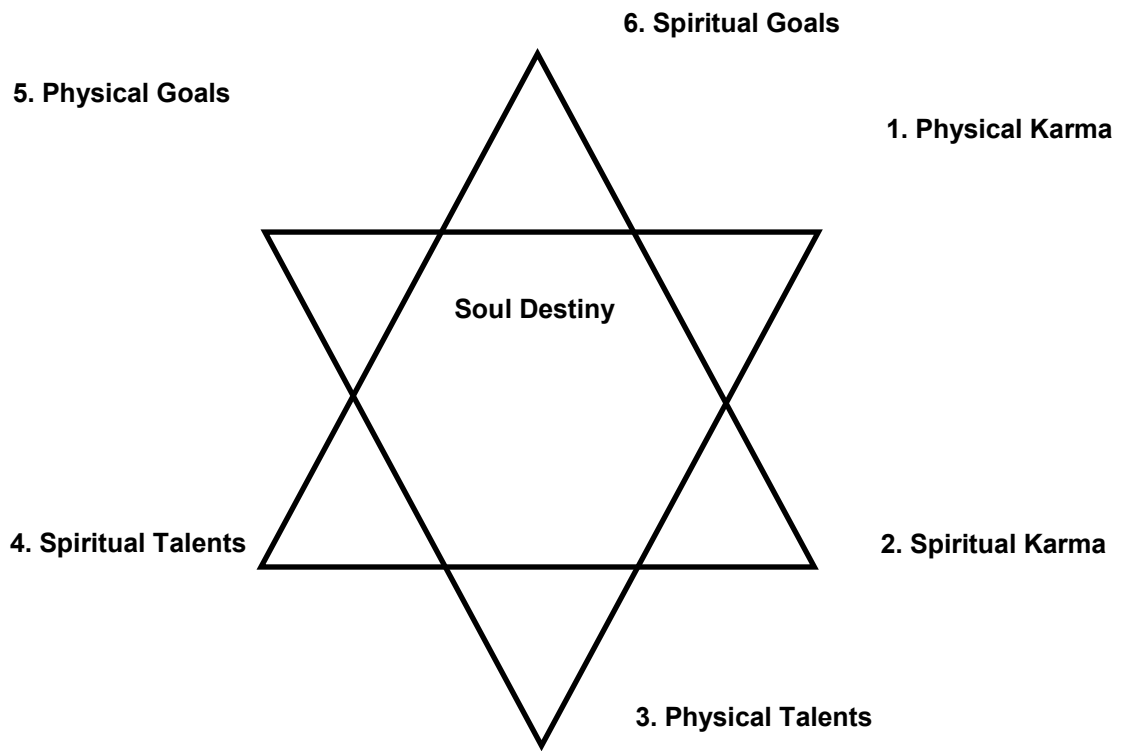 6. Spiritual Goals
5. Physical Goals
1. Physical Karma
Soul Destiny
4. Spiritual Talents
2. Spiritual Karma
3. Physical Talents